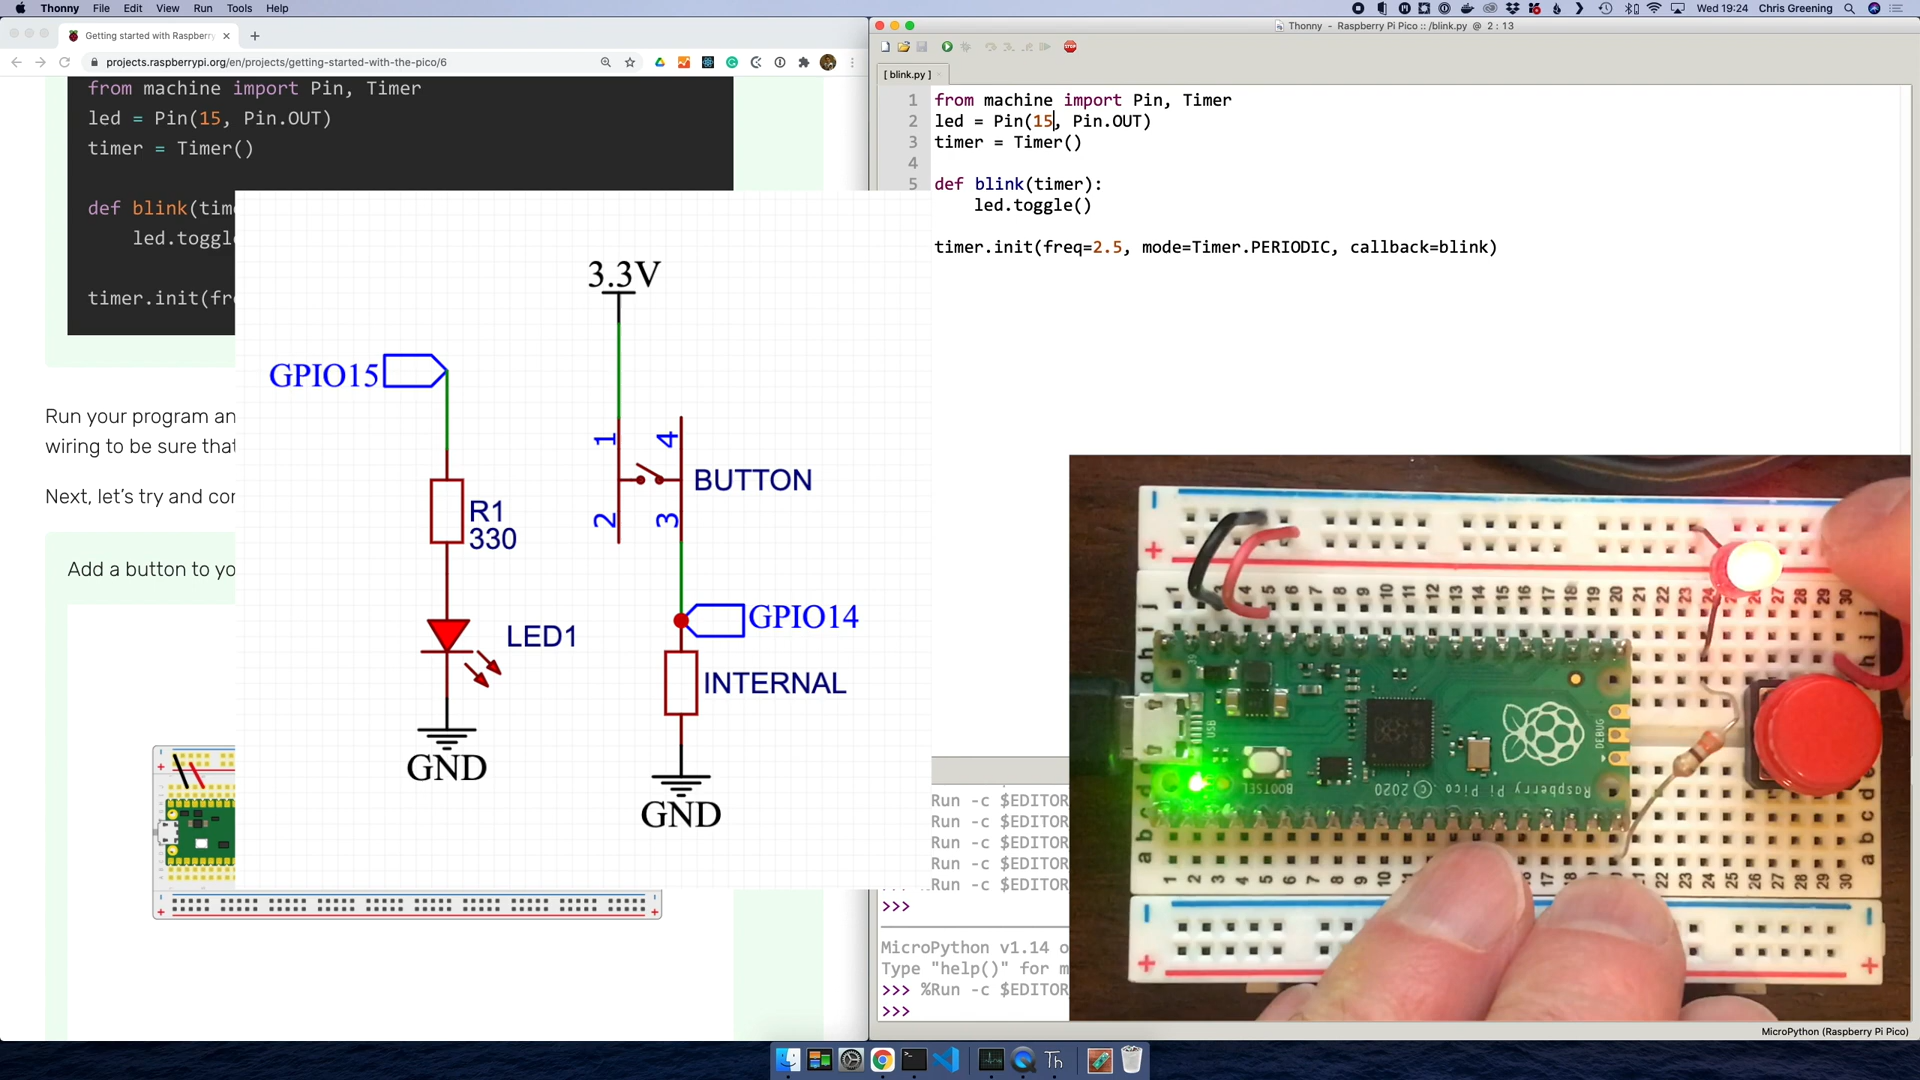 Thonny File Edit View Run Tools Help
Wed 19:24 Chris Greening
Getting started with Raspberry
projects.raspberrypi.org/en/projects/getting-started-with-the-pico/6
from machine import Pin, Timer
led = Pin(15, Pin.OUT)
timer = Timer()
def blink(tim
led.toggl
timer.init(fr
Run your program an
wiring to be sure that
Next, let's try and con
Add a button to yo
3.3V
GPIO15
1
4
BUTTON
2
3
R1
330
LED1
GPIO14
INTERNAL
GND
GND
Thonny - Raspberry Pi Pico :: /blink.py @ 2 : 13
[ blink.py ]
1 from machine import Pin, Timer
2 led = Pin(15, Pin.OUT)
3 timer = Timer()
4
5 def blink(timer):
led.toggle()
timer.init(freq=2.5, mode=Timer.PERIODIC, callback=blink)
Run -c $EDITOR
Run -c $EDITOR
Run -c $EDITOR
Run -c $EDITOR
Run -c $EDITOR
>>>
MicroPython v1.14 o
Type "help()" for m
>>> %Run -c $EDITOR
>>>
USB
BOOTSEL
DEBUG
Raspberry Pi Pico © 2020
MicroPython (Raspberry Pi Pico)
Th